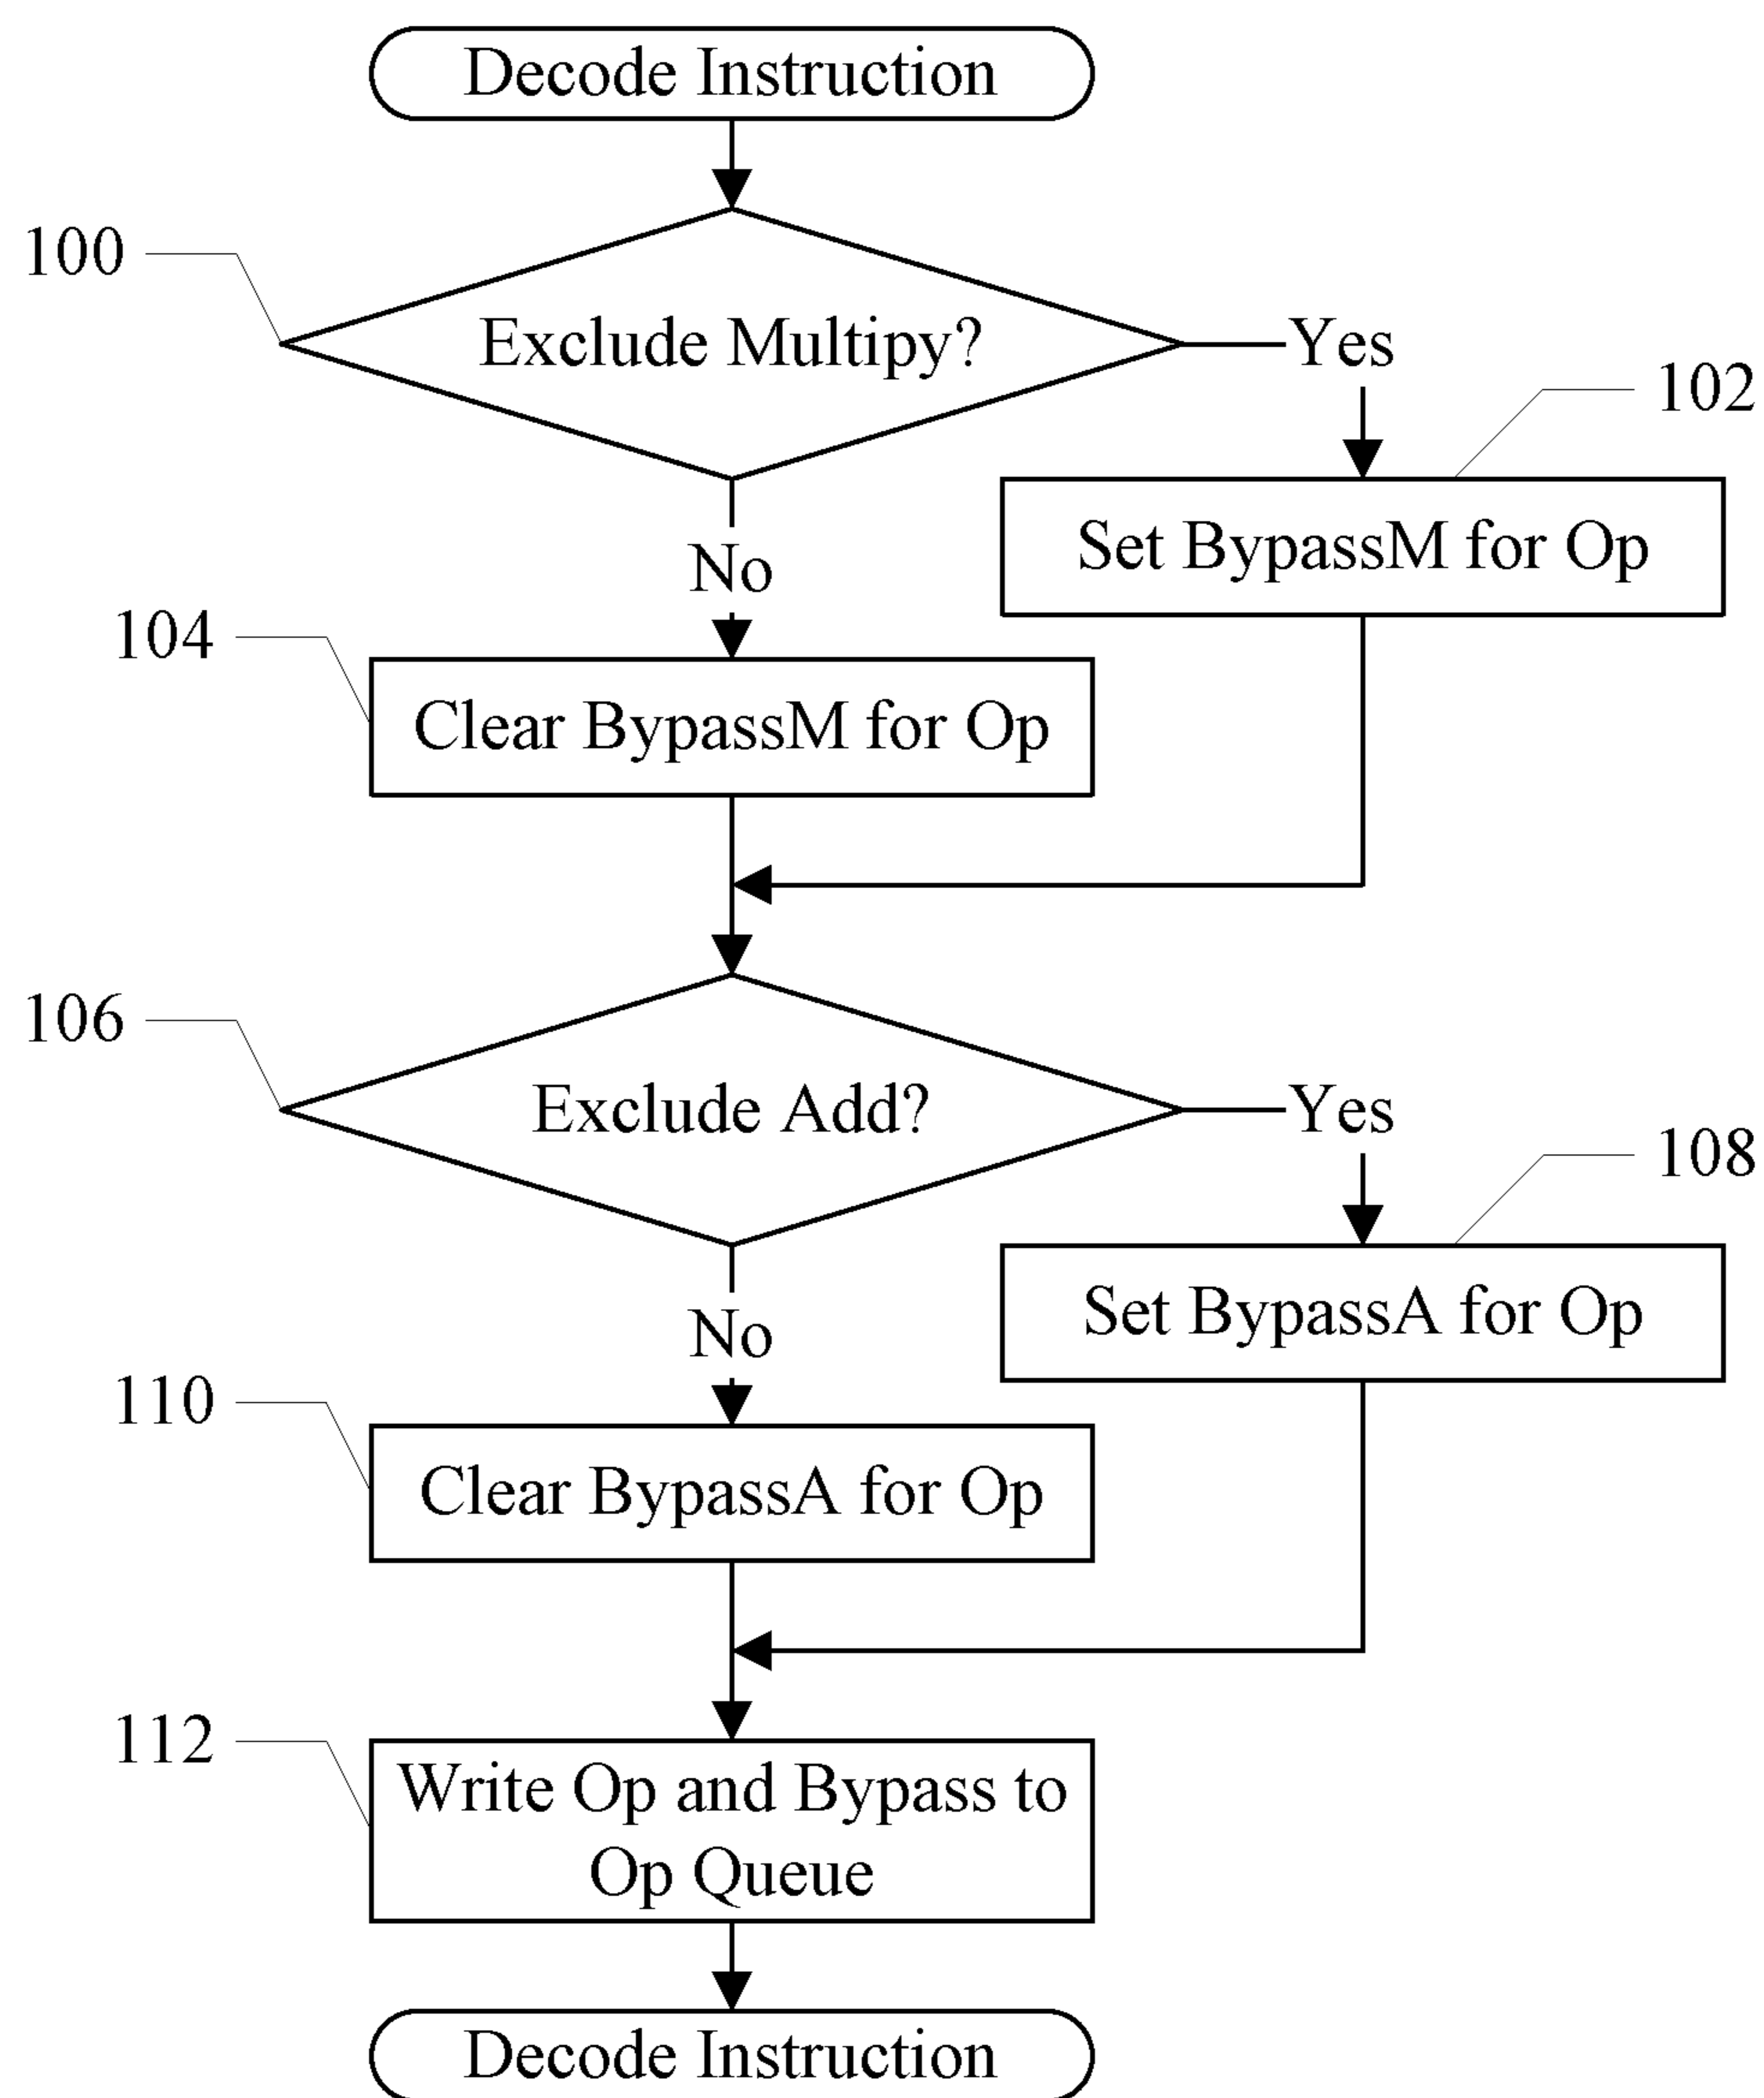 Decode Instruction
100
Exclude Multipy?
Yes
102
Set BypassM for Op
No
104
Clear BypassM for Op
106
Exclude Add?
Yes
108
Set BypassA for Op
No
110
Clear BypassA for Op
112
Write Op and Bypass to
Op Queue
Decode Instruction